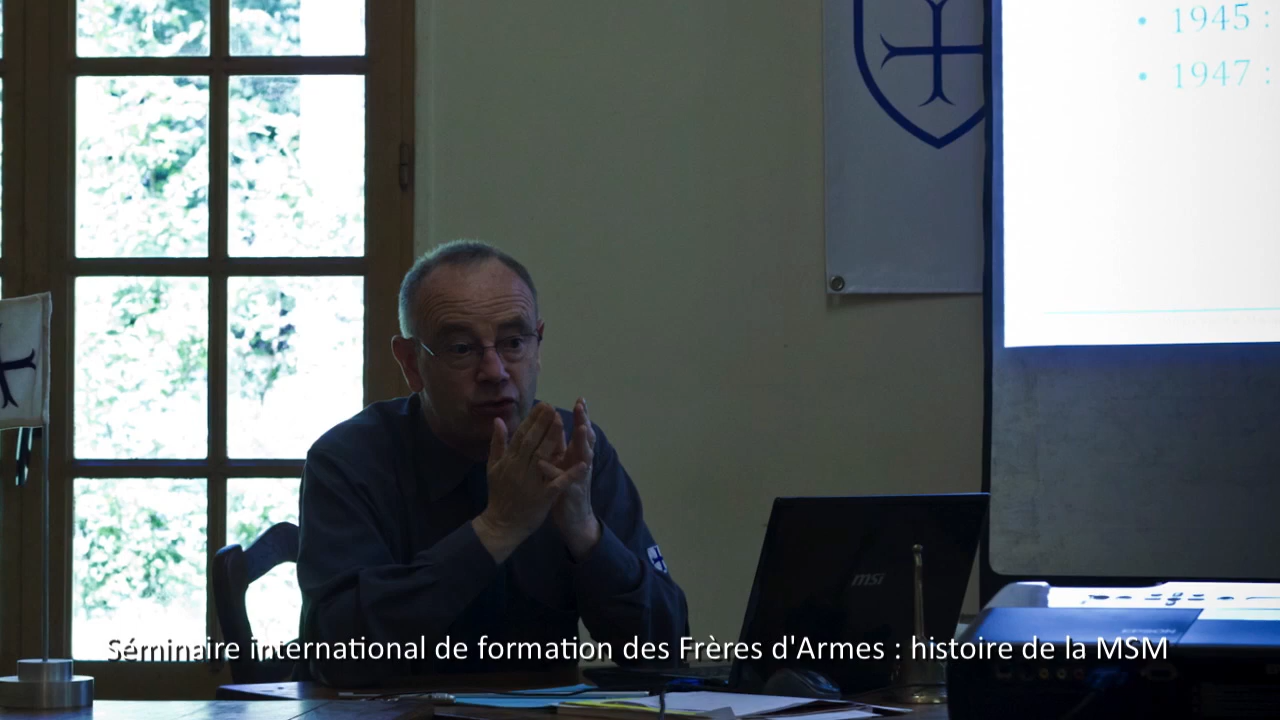 • 1945 :
• 1947 :
msi
Séminaire international de formation des Frères d'Armes : histoire de la MSM